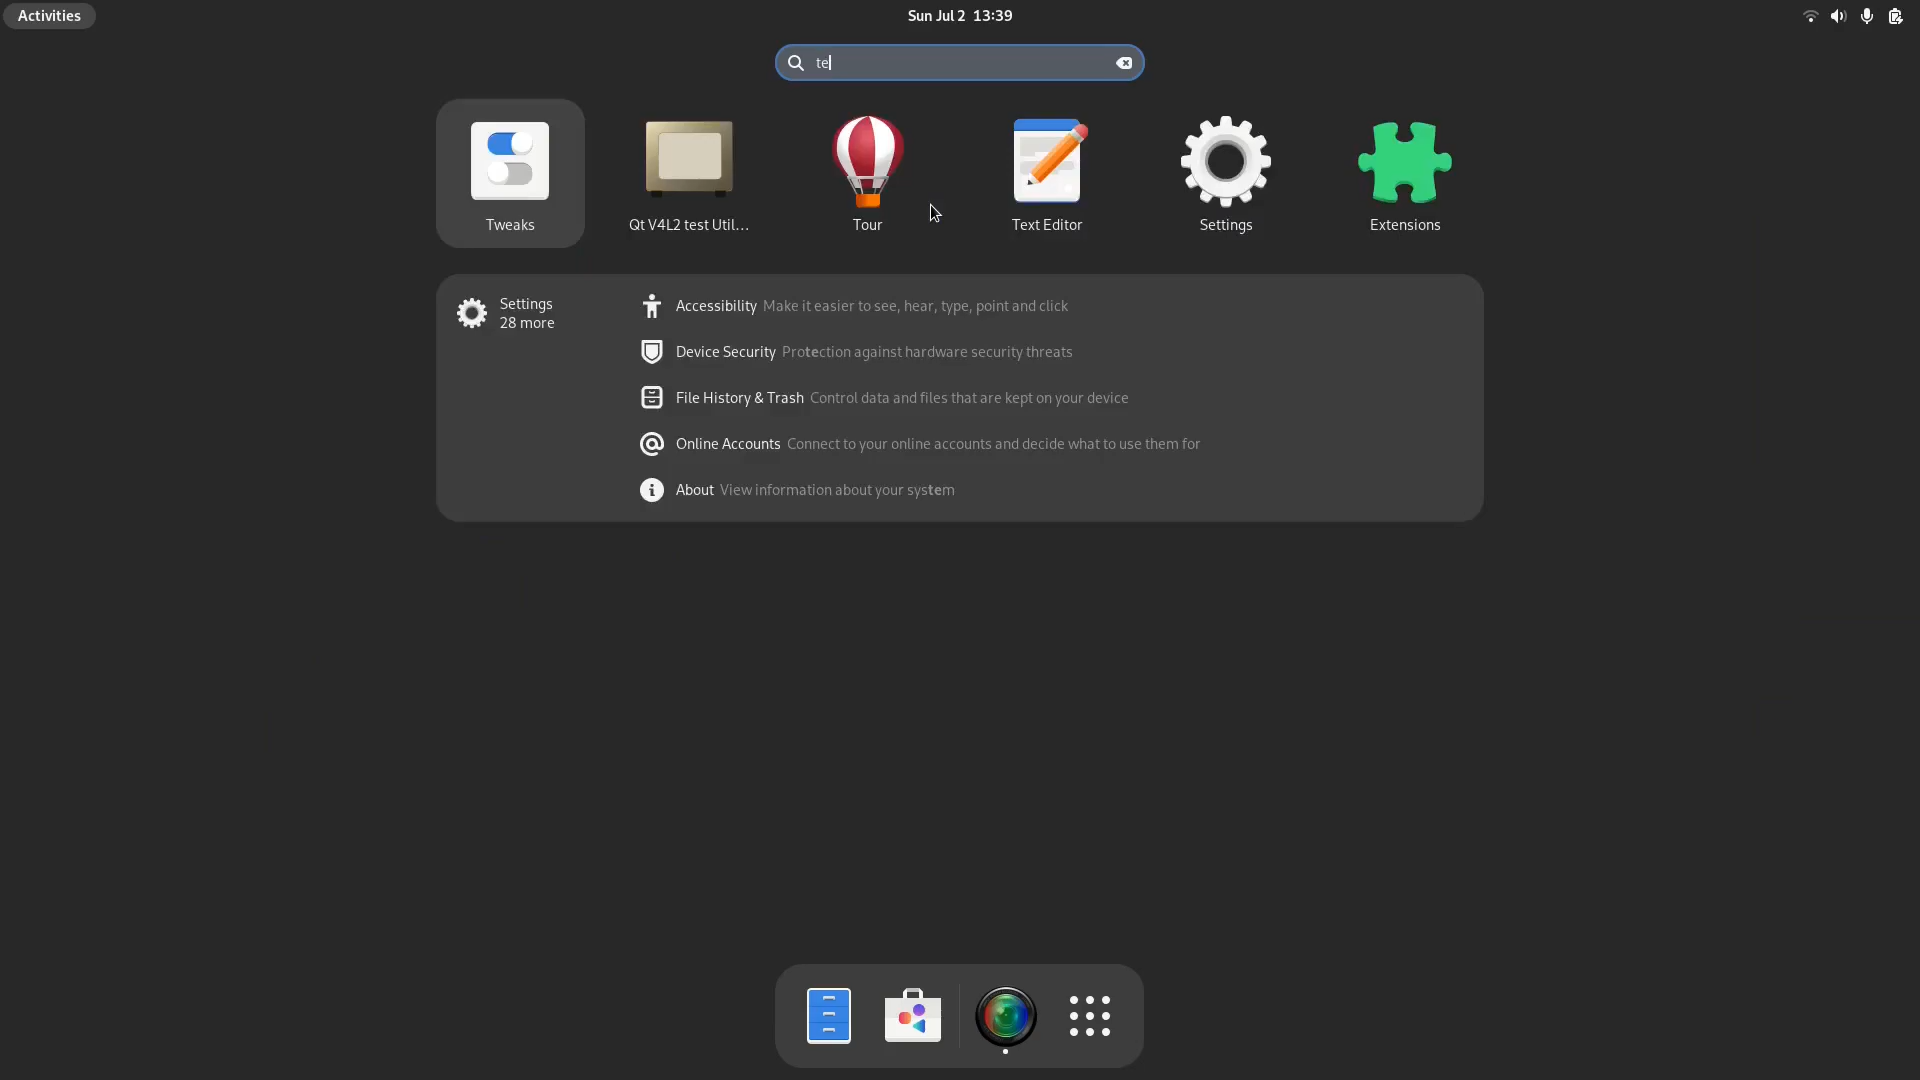 Activities
Sun Jul 2 13:39
te
Tweaks
Qt V4L2 test Util...
Tour
Text Editor
Settings
Extensions
Settings
28 more
Accessibility Make it easier to see, hear, type, point and click
Device Security Protection against hardware security threats
File History & Trash Control data and files that are kept on your device
Online Accounts Connect to your online accounts and decide what to use them for
About View information about your system